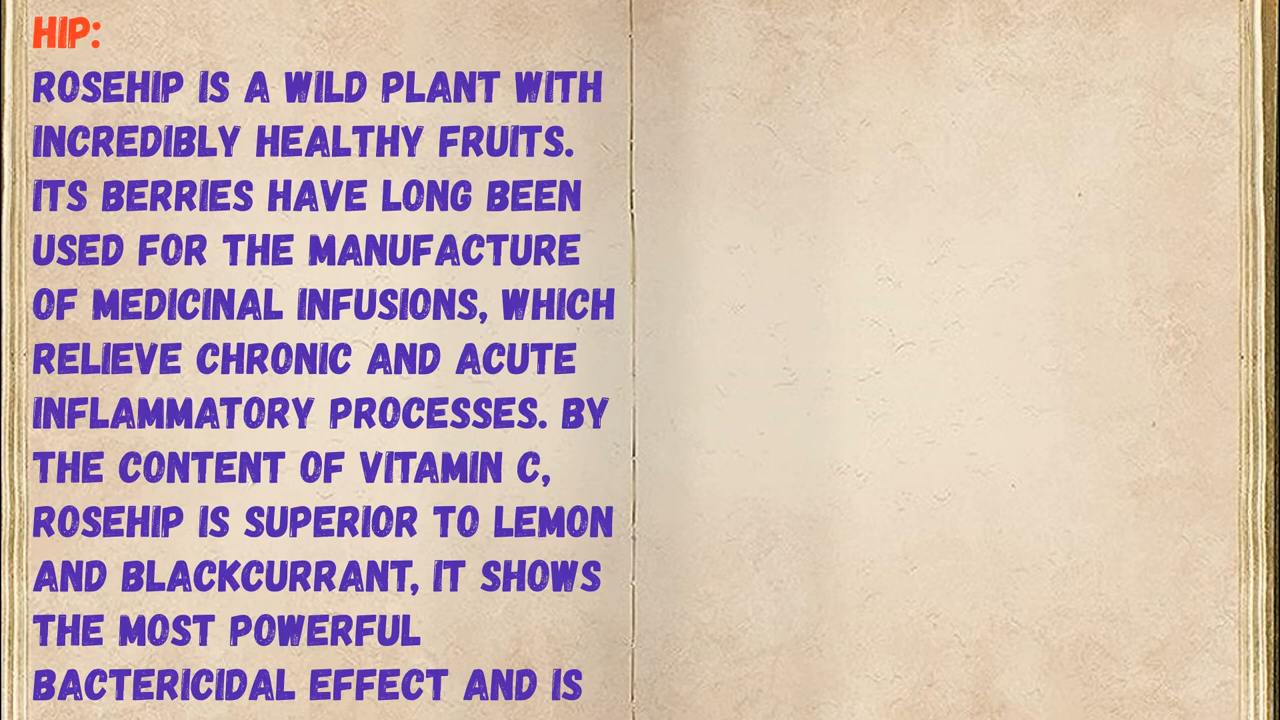 HIP:
ROSEHIP IS A WILD PLANT WITH
INCREDIBLY HEALTHY FRUITS.
ITS BERRIES HAVE LONG BEEN
USED FOR THE MANUFACTURE
OF MEDICINAL INFUSIONS, WHICH
RELIEVE CHRONIC AND ACUTE
INFLAMMATORY PROCESSES. BY
THE CONTENT OF VITAMIN C,
ROSEHIP IS SUPERIOR TO LEMON
AND BLACKCURRANT, IT SHOWS
THE MOST POWERFUL
BACTERICIDAL EFFECT AND IS